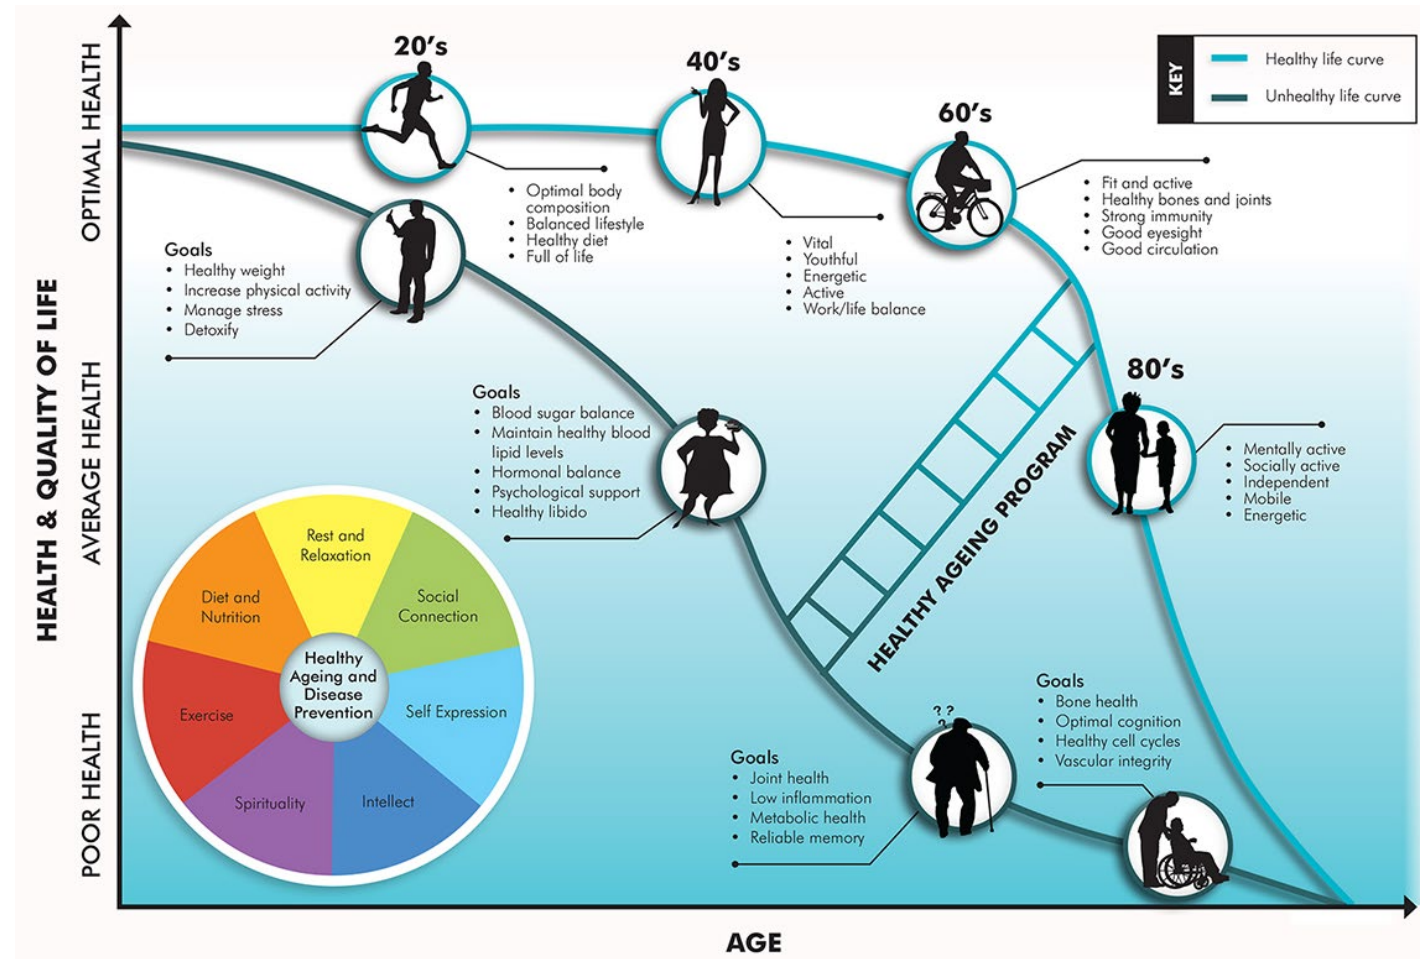 OPTIMAL HEALTH
AVERAGE HEALTH
POOR HEALTH
HEALTH & QUALITY OF LIFE
AGE
KEY
Healthy life curve
Unhealthy life curve
20's
• Optimal body
composition
• Balanced lifestyle
• Healthy diet
• Full of life
40's
• Vital
• Youthful
• Energetic
• Active
• Work/life balance
60's
• Fit and active
• Healthy bones and joints
• Strong immunity
• Good eyesight
• Good circulation
80's
• Mentally active
• Socially active
• Independent
• Mobile
• Energetic
Goals
• Healthy weight
• Increase physical activity
• Manage stress
• Detoxify
Goals
• Blood sugar balance
• Maintain healthy blood
lipid levels
• Hormonal balance
• Psychological support
• Healthy libido
HEALTHY AGEING PROGRAM
Goals
• Joint health
• Low inflammation
• Metabolic health
• Reliable memory
? ?
?
Goals
• Bone health
• Optimal cognition
• Healthy cell cycles
• Vascular integrity
Rest and
Relaxation
Social
Connection
Self Expression
Intellect
Spirituality
Exercise
Diet and
Nutrition
Healthy
Ageing and
Disease
Prevention